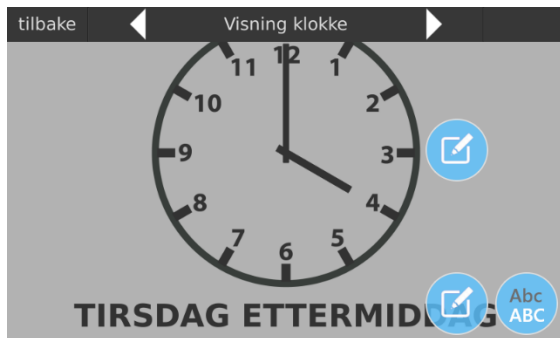 tilbake Visning klokke
12
11 1
10 2
9 3
8 4
7 5
6
TIRSDAG ETTERMIDDAG
Abc
ABC